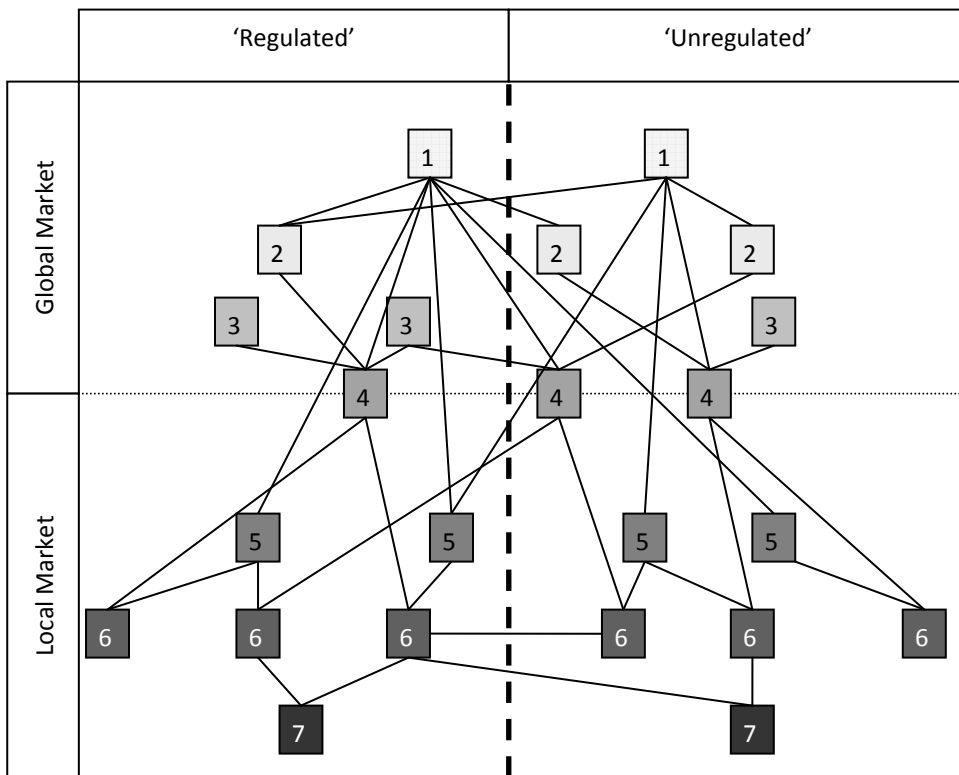 ‘Regulated’ ‘Unregulated’
Global Market
1 1
2 2 2
3 3 3
4 4 4
Local Market
5 5 5 5
6 6 6 6 6 6
7 7